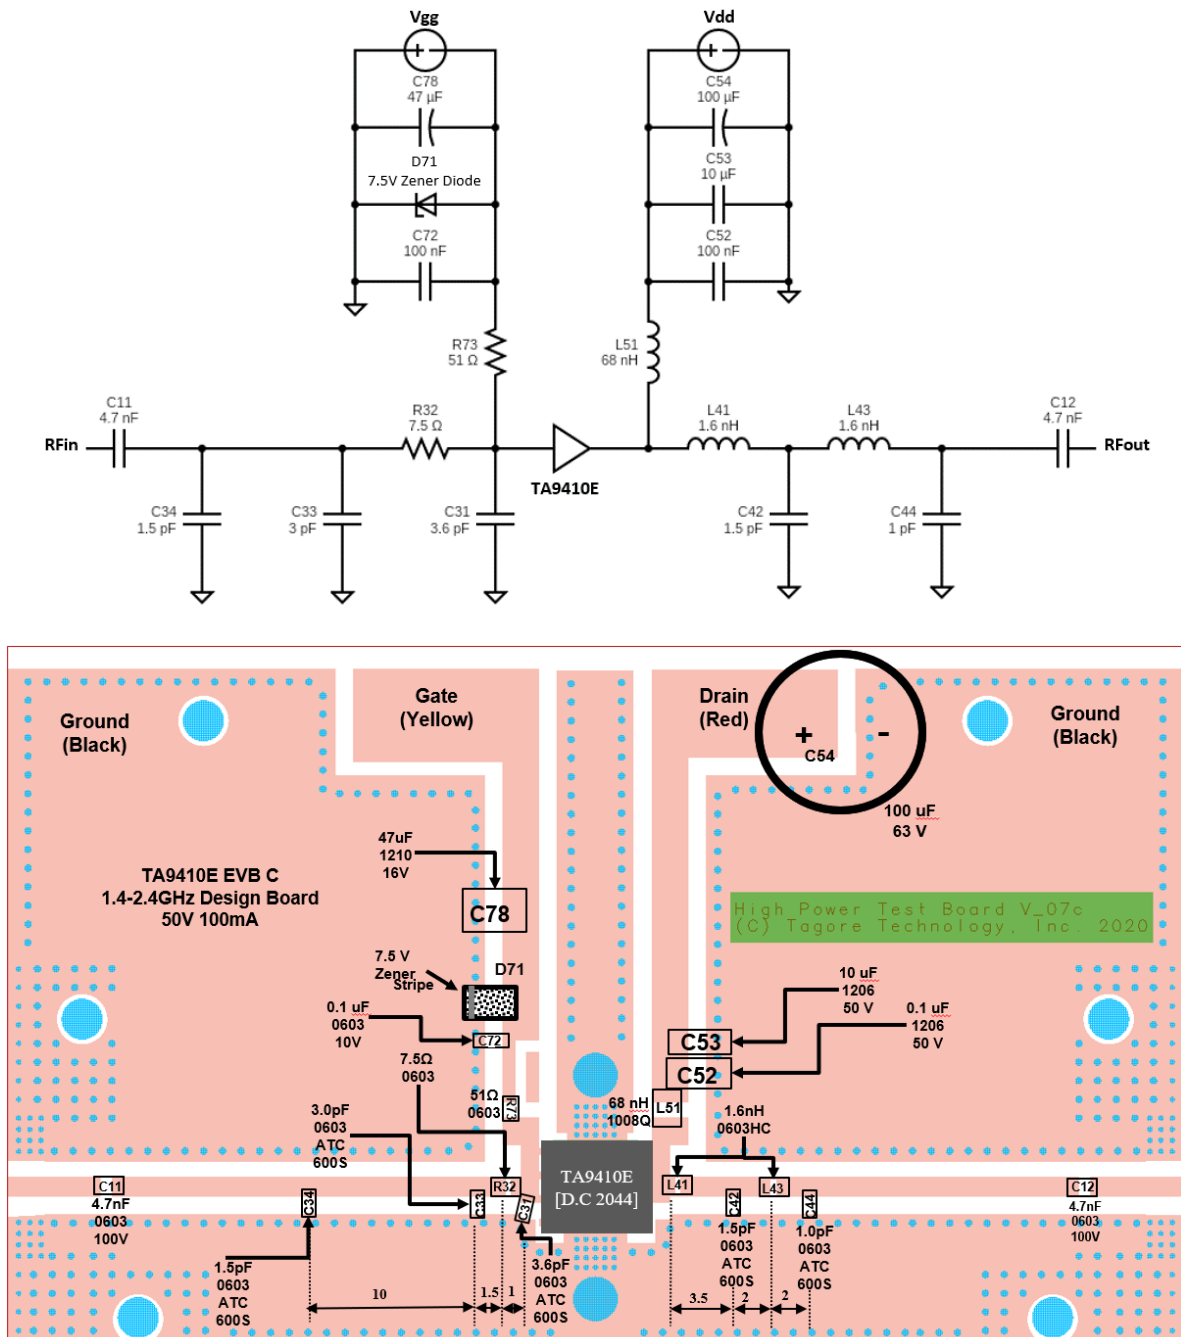 Vgg
Vdd
C78
47 µF
C54
100 µF
D71
7.5V Zener Diode
C53
10 µF
C72
100 nF
C52
100 nF
R73
51 Ω
L51
68 nH
C11
4.7 nF
R32
7.5 Ω
L41
1.6 nH
L43
1.6 nH
C12
4.7 nF
RFin
RFout
TA9410E
C34
1.5 pF
C33
3 pF
C31
3.6 pF
C42
1.5 pF
C44
1 pF
Ground
(Black)
Gate
(Yellow)
Drain
(Red)
Ground
(Black)
+
-
C54
100 uF
63 V
47uF
1210
16V
TA9410E EVB C
1.4-2.4GHz Design Board
50V 100mA
C78
High Power Test Board V_07c
(C) Tagore Technology, Inc. 2020
7.5 V
Zener
Stripe
D71
10 uF
1206
50 V
0.1 uF
0603
10V
C72
0.1 uF
1206
50 V
C53
C52
7.5Ω
0603
51Ω
0603
R73
68 nH
1008Q
L51
1.6nH
0603HC
3.0pF
0603
ATC
600S
TA9410E
[D.C 2044]
C11
4.7nF
0603
100V
C34
C33
R32
C31
L41
C42
L43
C44
C12
4.7nF
0603
100V
1.5pF
0603
ATC
600S
3.6pF
0603
ATC
600S
1.5pF
0603
ATC
600S
1.0pF
0603
ATC
600S
10
1.5
1
3.5
2
2